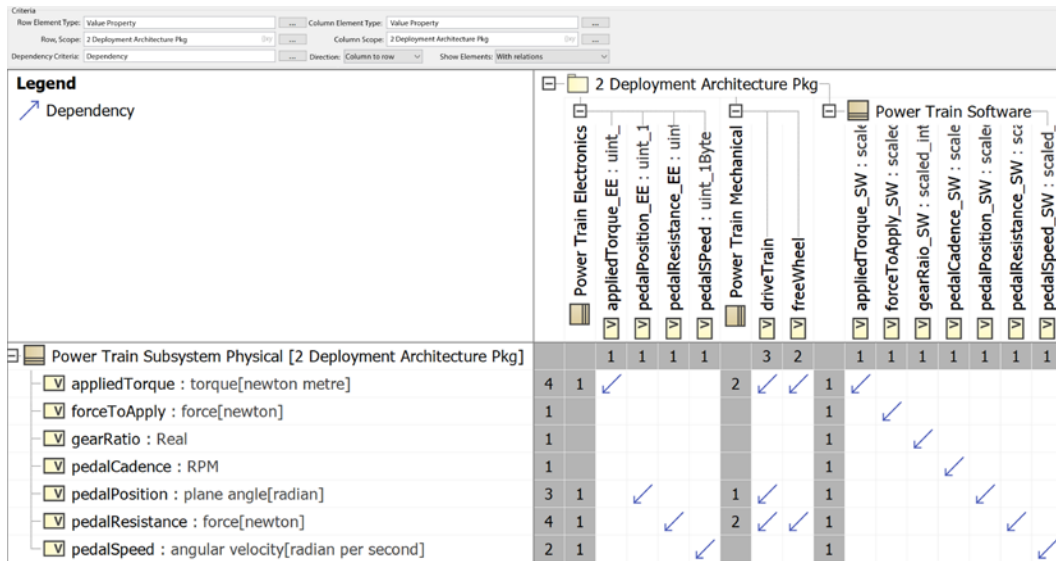 Criteria
Row Element Type: Value Property ... Column Element Type: Value Property ...
Row, Scope: 2 Deployment Architecture Pkg ... Column Scope: 2 Deployment Architecture Pkg ...
Dependency Criteria: Dependency ... Direction: Column to row Show Elements: With relations
Legend
Dependency
2 Deployment Architecture Pkg
Power Train Software
Power Train Electronics
appliedTorque_EE : uint_
pedalPosition_EE : uint_1
pedalResistance_EE : uint
pedalSPeed : uint_1Byte
Power Train Mechanical
driveTrain
freeWheel
appliedTorque_SW : scale
forceToApply_SW : scaled
gearRaio_SW : scaled_int
pedalCadence_SW : scale
pedalPosition_SW : scaled
pedalResistance_SW : sca
pedalSpeed_SW : scaled_
Power Train Subsystem Physical [2 Deployment Architecture Pkg] 1 1 1 1 3 2 1 1 1 1 1 1 1
V appliedTorque : torque[newton metre] 4 1 2 1
V forceToApply : force[newton] 1 1
V gearRatio : Real 1 1
V pedalCadence : RPM 1 1
V pedalPosition : plane angle[radian] 3 1 1 1
V pedalResistance : force[newton] 4 1 2 1
V pedalSpeed : angular velocity[radian per second] 2 1 1